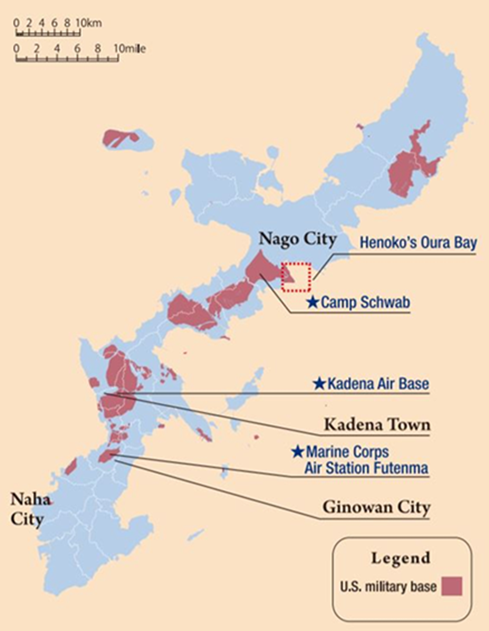 0 2 4 6 8 10km
0 2 4 6 8 10mile
Nago City
Henoko's Oura Bay
★Camp Schwab
★Kadena Air Base
Kadena Town
★Marine Corps
Air Station Futenma
Naha
City
Ginowan City
Legend
U.S. military base